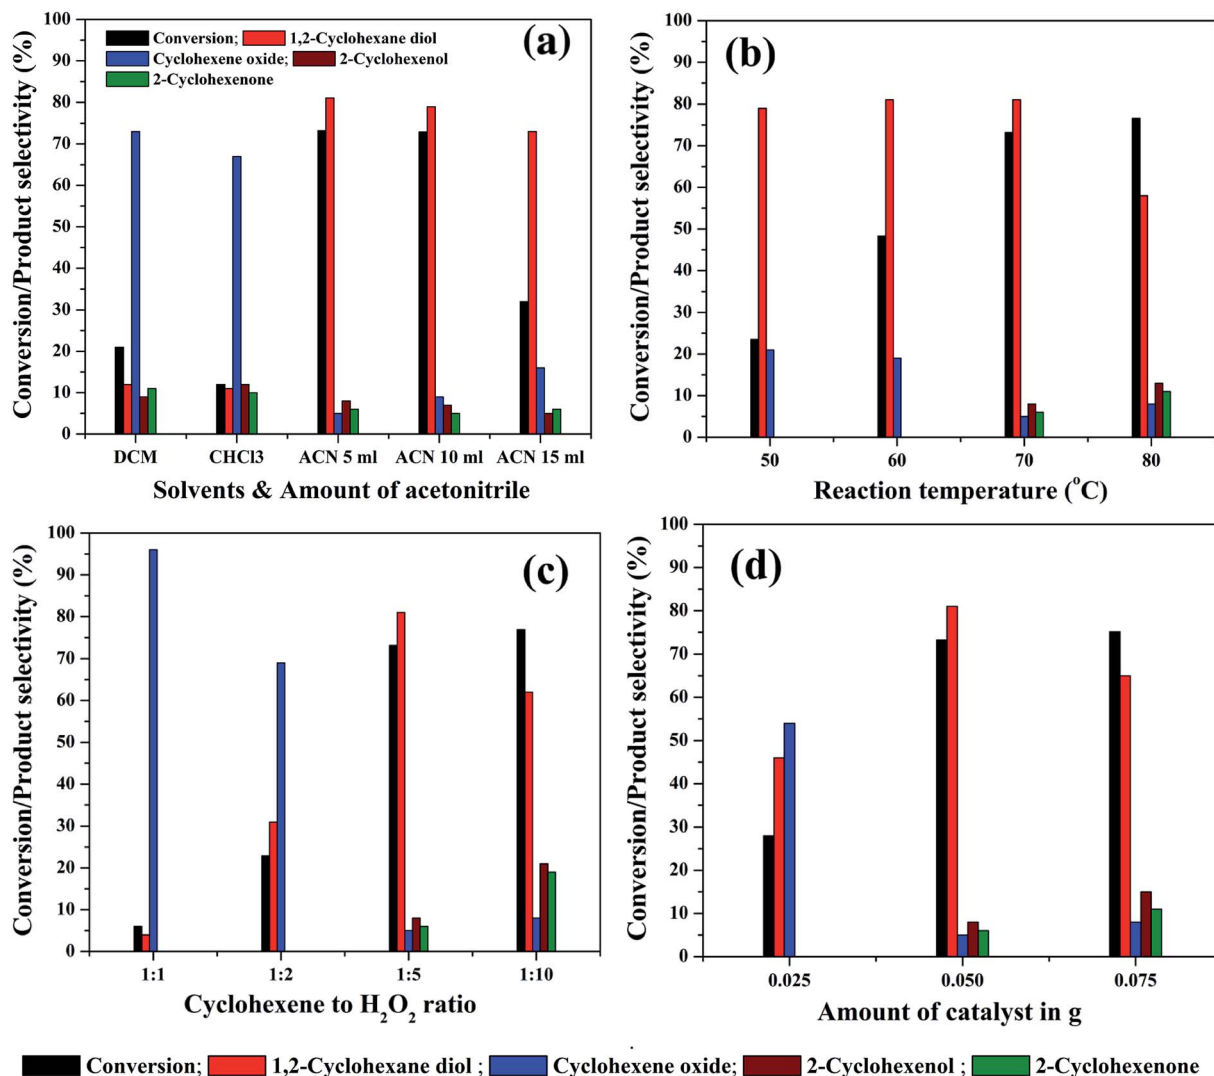 (a)
Conversion; 1,2-Cyclohexane diol
Cyclohexene oxide; 2-Cyclohexenol
2-Cyclohexenone
Conversion/Product selectivity (%)
100
90
80
70
60
50
40
30
20
10
0
DCM CHCl3 ACN 5 ml ACN 10 ml ACN 15 ml
Solvents & Amount of acetonitrile
(b)
Conversion/Product selectivity (%)
100
90
80
70
60
50
40
30
20
10
0
50 60 70 80
Reaction temperature (°C)
(c)
Conversion/Product selectivity (%)
100
90
80
70
60
50
40
30
20
10
0
1:1 1:2 1:5 1:10
Cyclohexene to H₂O₂ ratio
(d)
Conversion/Product selectivity (%)
100
90
80
70
60
50
40
30
20
10
0
0.025 0.050 0.075
Amount of catalyst in g
Conversion; 1,2-Cyclohexane diol ; Cyclohexene oxide; 2-Cyclohexenol ; 2-Cyclohexenone